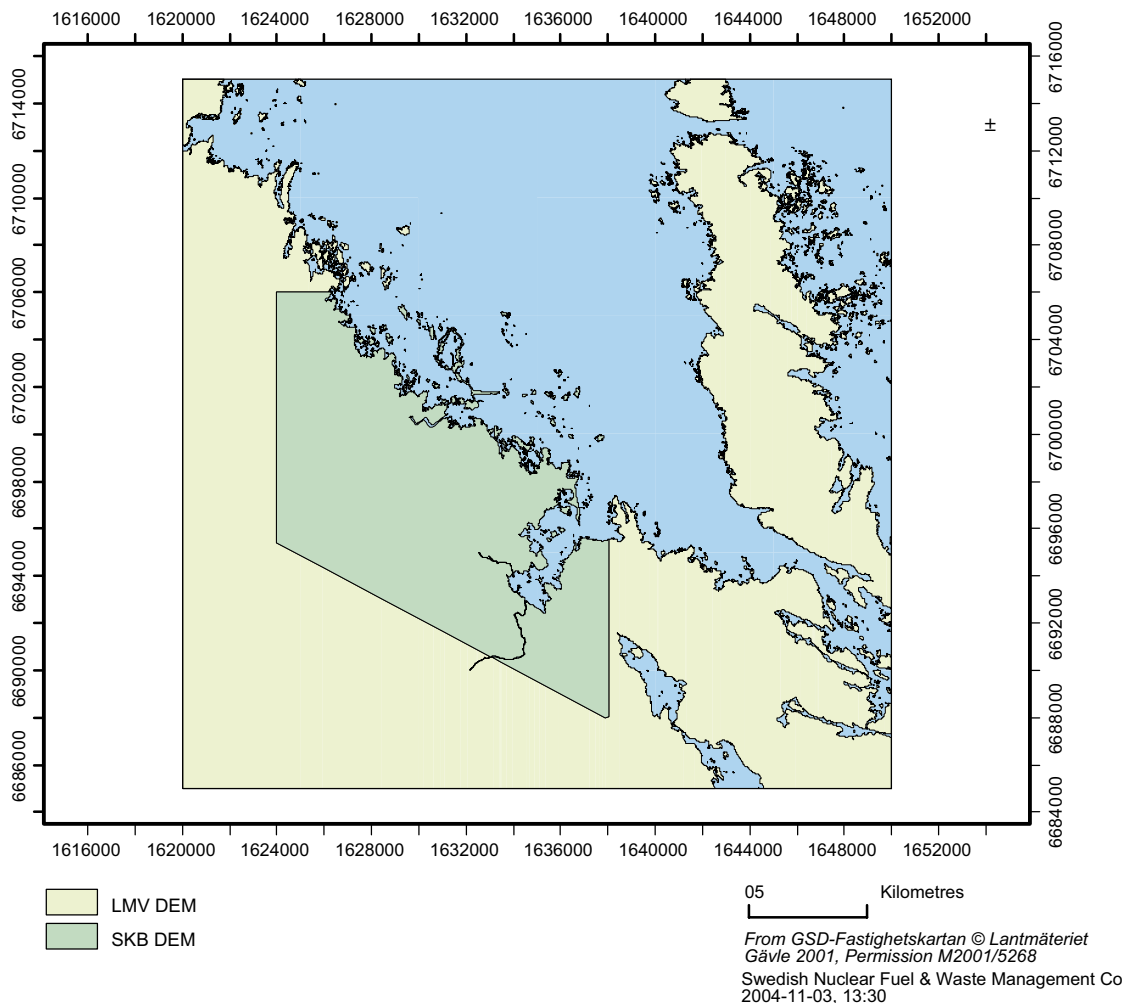 1616000 1620000 1624000 1628000 1632000 1636000 1640000 1644000 1648000 1652000
6714000 6710000 6706000 6702000 6698000 6694000 6690000 6686000
6716000 6712000 6708000 6704000 6700000 6696000 6692000 6688000 6684000
±
1616000 1620000 1624000 1628000 1632000 1636000 1640000 1644000 1648000 1652000
LMV DEM
SKB DEM
05 Kilometres
From GSD-Fastighetskartan © Lantmäteriet
Gävle 2001, Permission M2001/5268
Swedish Nuclear Fuel & Waste Management Co
2004-11-03, 13:30